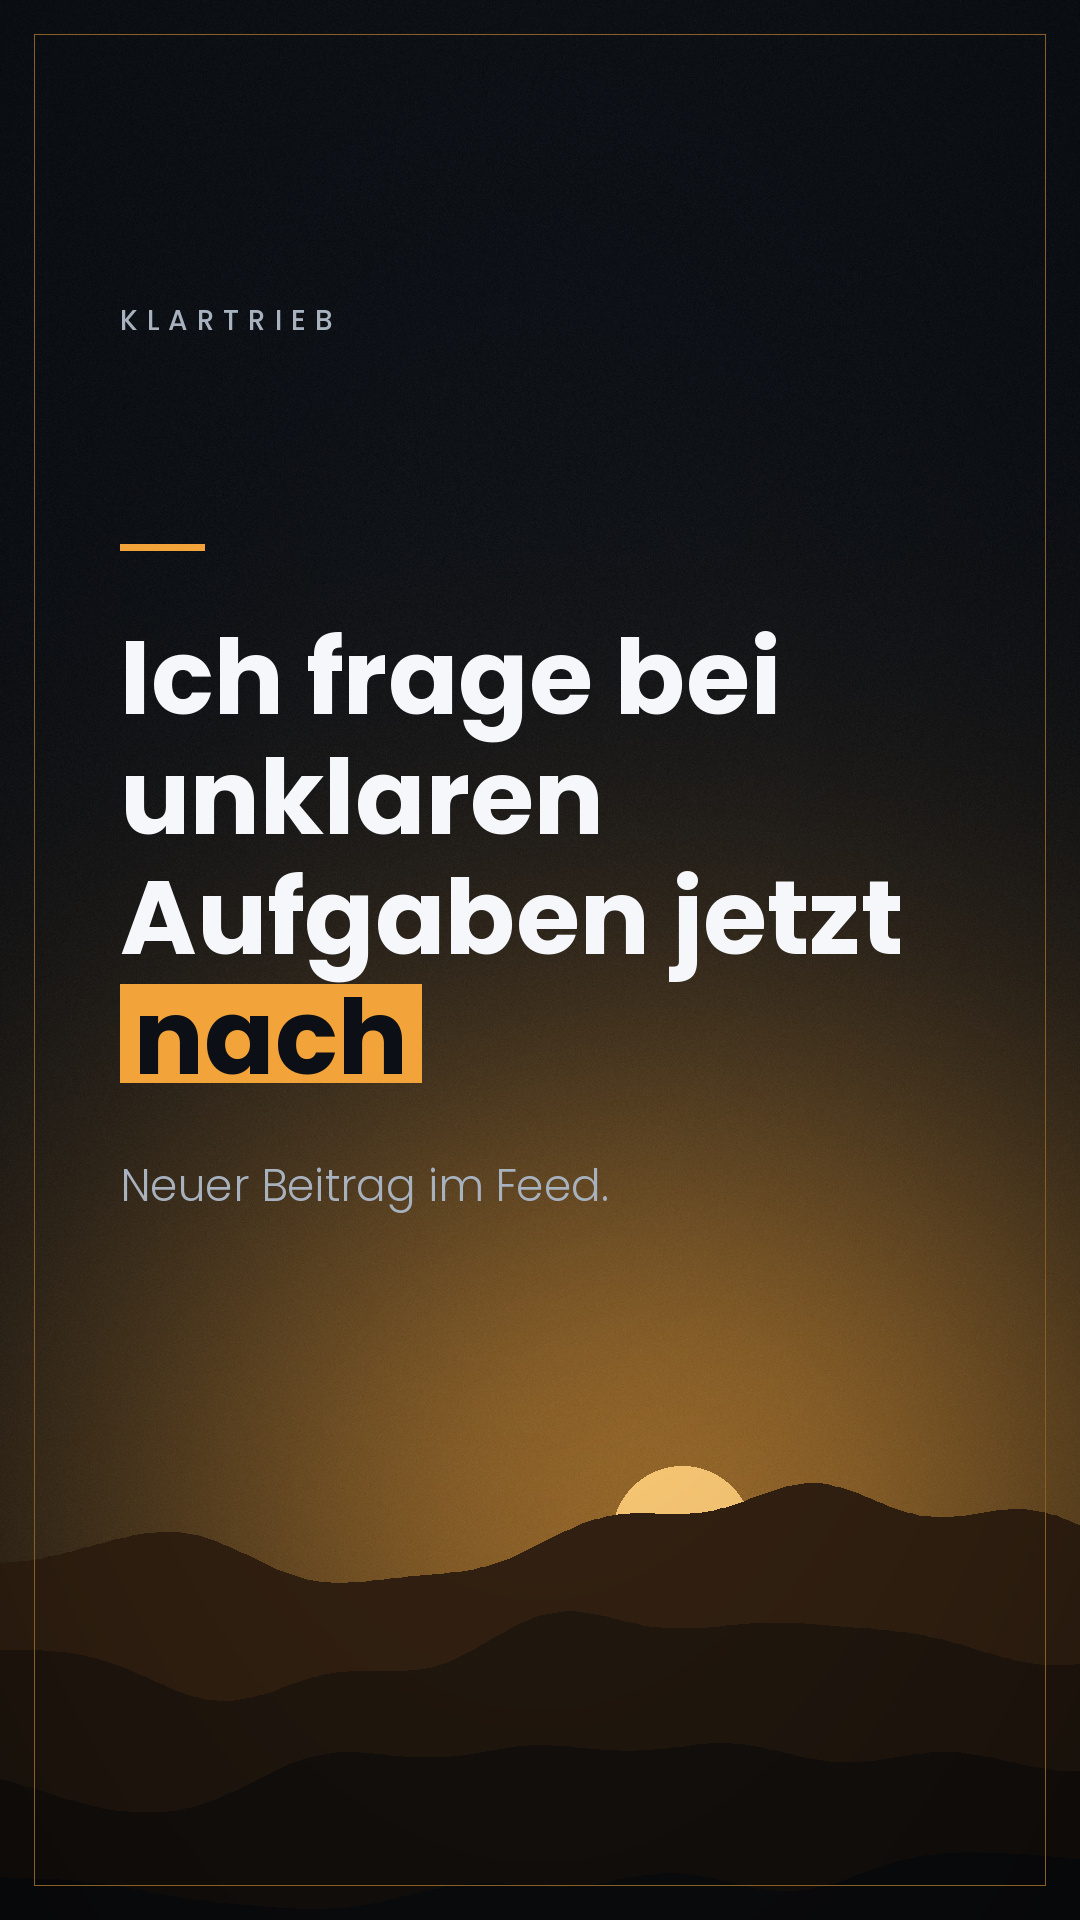 KLARTRIEB
Ich frage bei
unklaren
Aufgaben jetzt
nach
Neuer Beitrag im Feed.